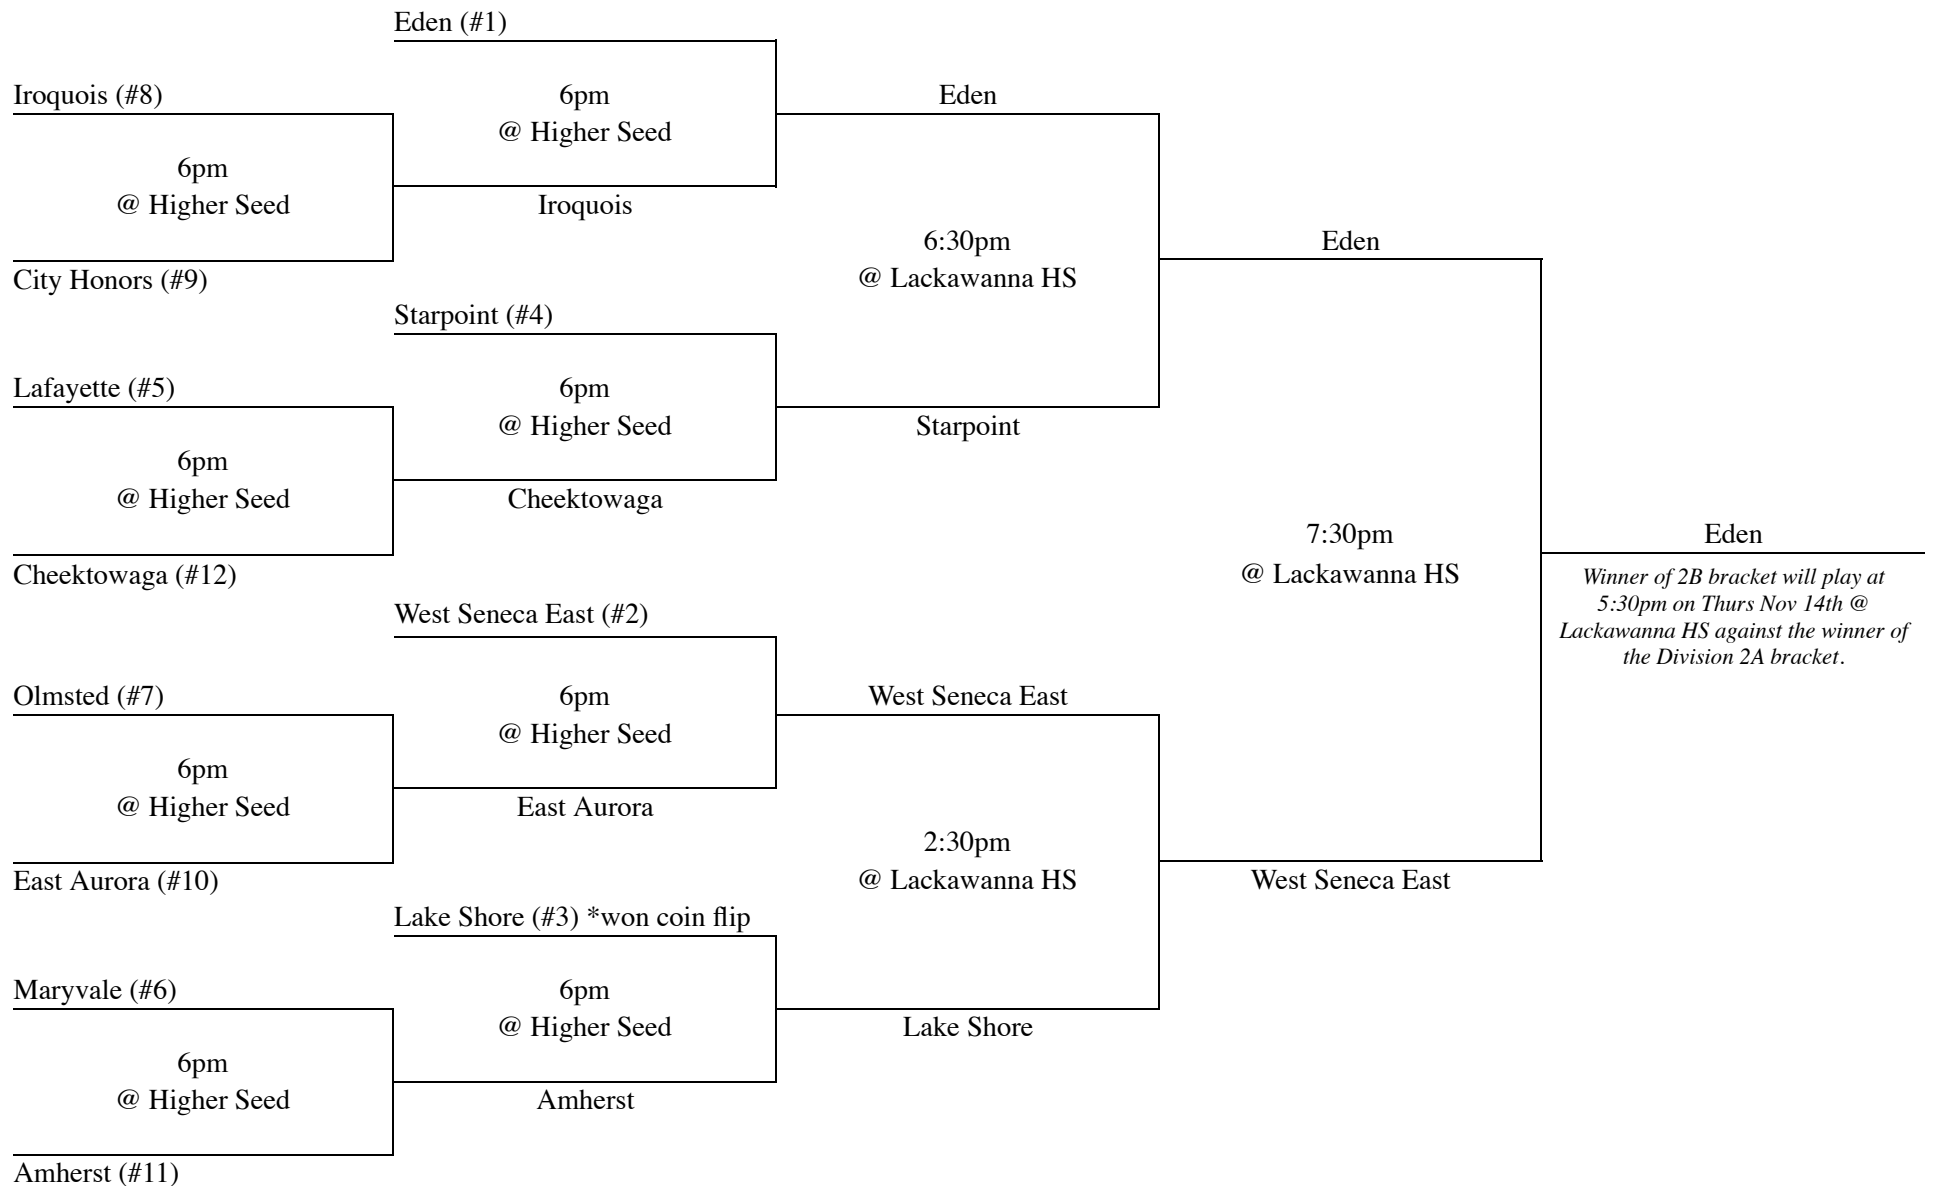 Eden (#1)
Iroquois (#8)
6pm
@ Higher Seed
Eden
6pm
@ Higher Seed
Iroquois
City Honors (#9)
6:30pm
@ Lackawanna HS
Eden
Starpoint (#4)
Lafayette (#5)
6pm
@ Higher Seed
Starpoint
6pm
@ Higher Seed
Cheektowaga
Cheektowaga (#12)
7:30pm
@ Lackawanna HS
Eden
Winner of 2B bracket will play at
5:30pm on Thurs Nov 14th @
Lackawanna HS against the winner of
the Division 2A bracket.
West Seneca East (#2)
Olmsted (#7)
6pm
@ Higher Seed
West Seneca East
6pm
@ Higher Seed
East Aurora
East Aurora (#10)
2:30pm
@ Lackawanna HS
West Seneca East
Lake Shore (#3) *won coin flip
Maryvale (#6)
6pm
@ Higher Seed
Lake Shore
6pm
@ Higher Seed
Amherst
Amherst (#11)